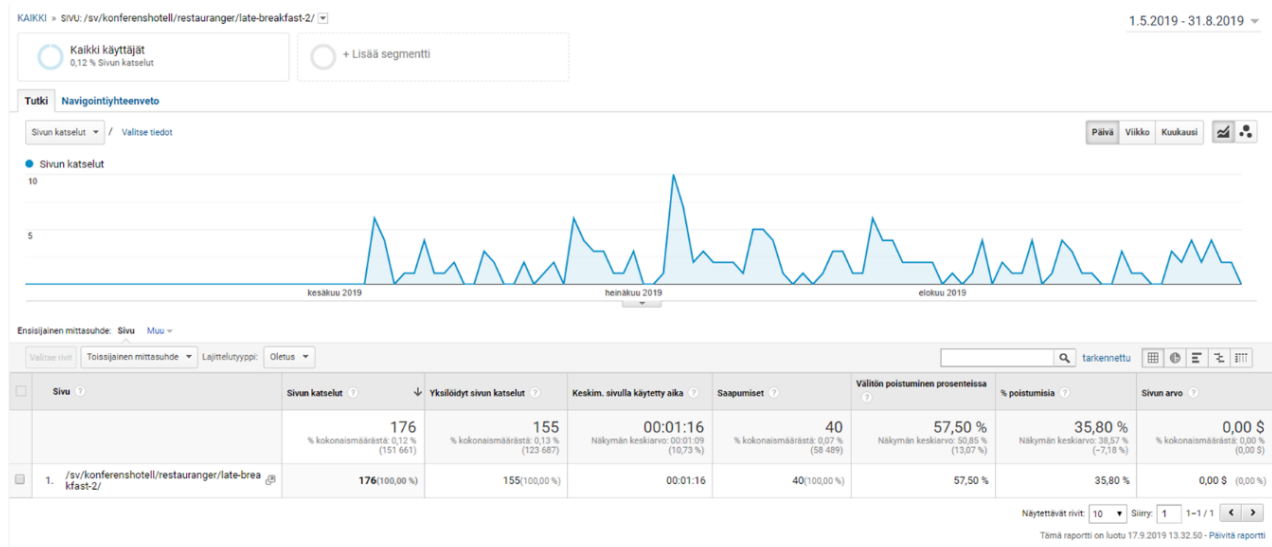 KAIKKI » SIVU: /sv/konferenshotell/restauranger/late-breakfast-2/
1.5.2019 - 31.8.2019
Kaikki käyttäjät
0,12 % Sivun katselut
+ Lisää segmentti
Tutki Navigointiyhteenveto
Sivun katselut / Valitse tiedot
Päivä Viikko Kuukausi
Sivun katselut
10
5
kesäkuu 2019 heinäkuu 2019 elokuu 2019
Ensisijainen mittasuhde: Sivu Muu
Valitse rivit Toissijainen mittasuhde Lajittelutyyppi: Oletus tarkennettu
Sivu ? Sivun katselut ? Yksilöidyt sivun katselut ? Keskim. sivulla käytetty aika ? Saapumiset ? Välitön poistuminen prosenteissa ? % poistumisia ? Sivun arvo ?
176 155 00:01:16 40 57,50 % 35,80 % 0,00 $
% kokonaismäärästä: 0,12 % % kokonaismäärästä: 0,13 % Näkymän keskiarvo: 00:01:09 % kokonaismäärästä: 0,07 % Näkymän keskiarvo: 50,85 % Näkymän keskiarvo: 38,57 % % kokonaismäärästä: 0,00 %
(151 661) (123 687) (10,73 %) (58 489) (13,07 %) (−7,18 %) (0,00 $)
1. /sv/konferenshotell/restauranger/late-brea
kfast-2/ 176(100,00 %) 155(100,00 %) 00:01:16 40(100,00 %) 57,50 % 35,80 % 0,00 $ (0,00 %)
Näytettävät rivit: 10 Siirry: 1 1–1 / 1
Tämä raportti on luotu 17.9.2019 13.32.50 - Päivitä raportti